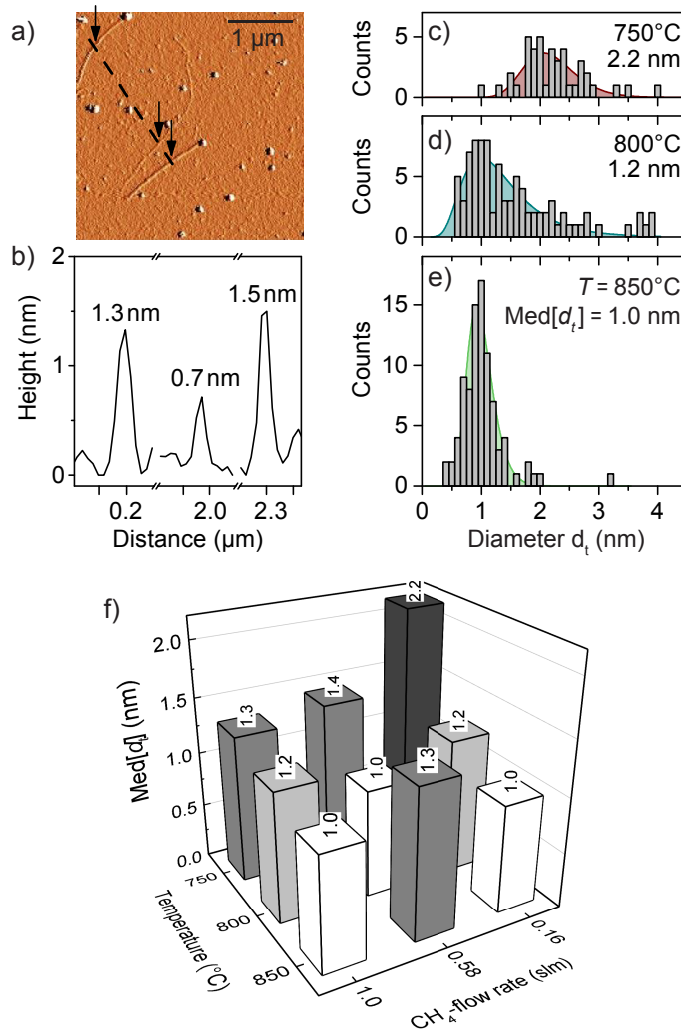 a)
1 µm
b)
2
1
0
Height (nm)
1.3 nm
0.7 nm
1.5 nm
0.2
2.0
2.3
Distance (µm)
c)
750°C
2.2 nm
5
0
Counts
d)
800°C
1.2 nm
5
0
Counts
e)
T = 850°C
Med[dₜ] = 1.0 nm
15
10
5
0
Counts
0
1
2
3
4
Diameter dₜ (nm)
f)
2.0
1.5
1.0
0.5
0.0
Med[dₜ] (nm)
2.2
1.4
1.3
1.2
1.0
1.2
1.3
1.0
1.0
750
800
850
Temperature (°C)
1.0
0.58
0.16
CH₄-flow rate (slm)